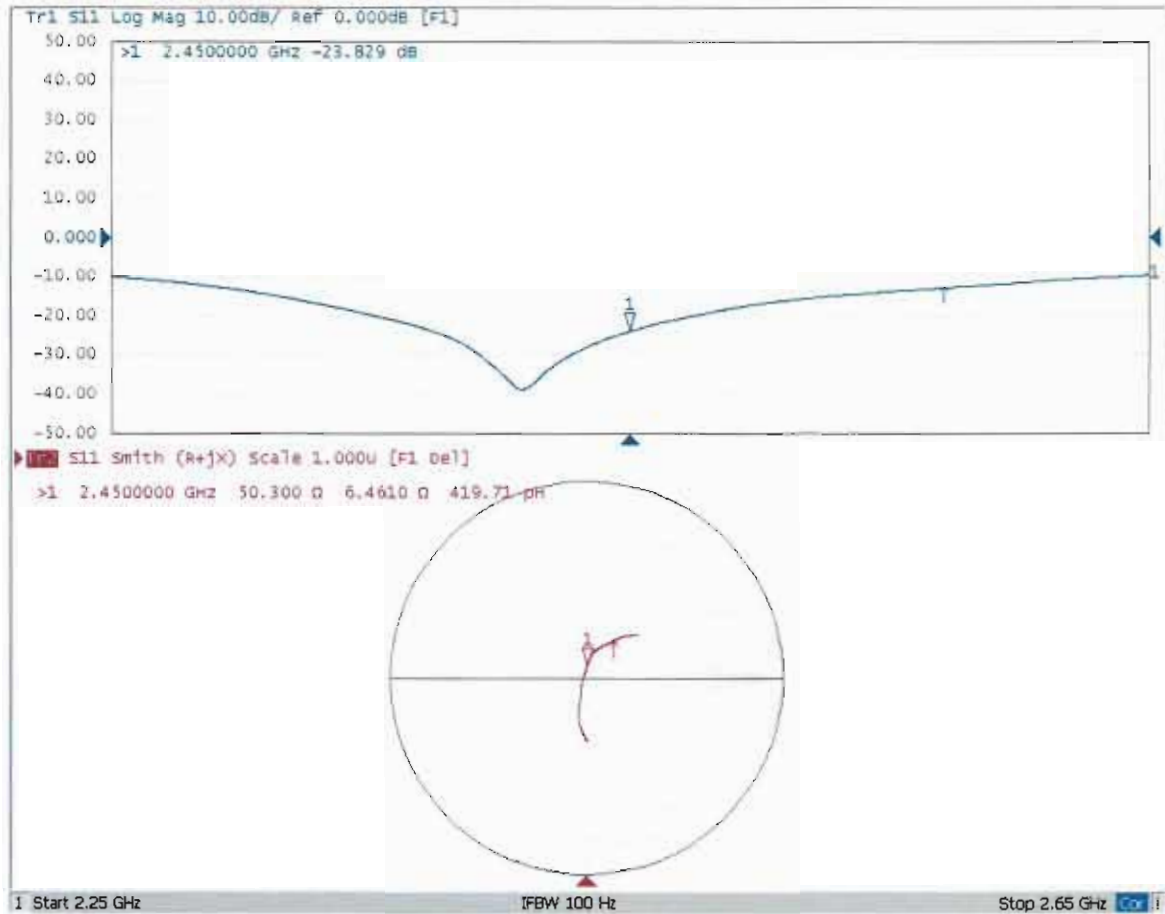 Tr1 S11 Log Mag 10.00dB/ Ref 0.000dB [F1]
50.00
>1 2.4500000 GHz -23.829 dB
40.00
30.00
20.00
10.00
0.000
-10.00
1
-20.00
1
-30.00
-40.00
-50.00
Tr2 S11 Smith (R+jX) Scale 1.000U [F1 Del]
>1 2.4500000 GHz 50.300 Ω 6.4610 Ω 419.71 pH
1
1 Start 2.25 GHz IFBW 100 Hz Stop 2.65 GHz Cor !